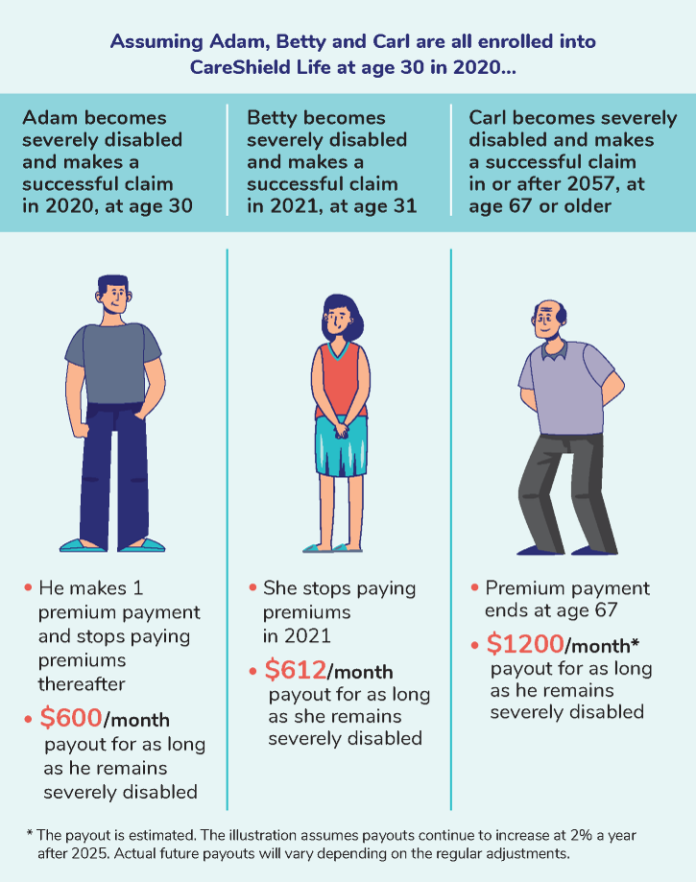 Assuming Adam, Betty and Carl are all enrolled into
CareShield Life at age 30 in 2020...
Adam becomes
severely disabled
and makes a
successful claim
in 2020, at age 30
Betty becomes
severely disabled
and makes a
successful claim
in 2021, at age 31
Carl becomes severely
disabled and makes
a successful claim
in or after 2057, at
age 67 or older
• He makes 1
premium payment
and stops paying
premiums
thereafter
• $600/month
payout for as long
as he remains
severely disabled
• She stops paying
premiums
in 2021
• $612/month
payout for as long
as she remains
severely disabled
• Premium payment
ends at age 67
• $1200/month*
payout for as long
as he remains
severely disabled
* The payout is estimated. The illustration assumes payouts continue to increase at 2% a year
after 2025. Actual future payouts will vary depending on the regular adjustments.